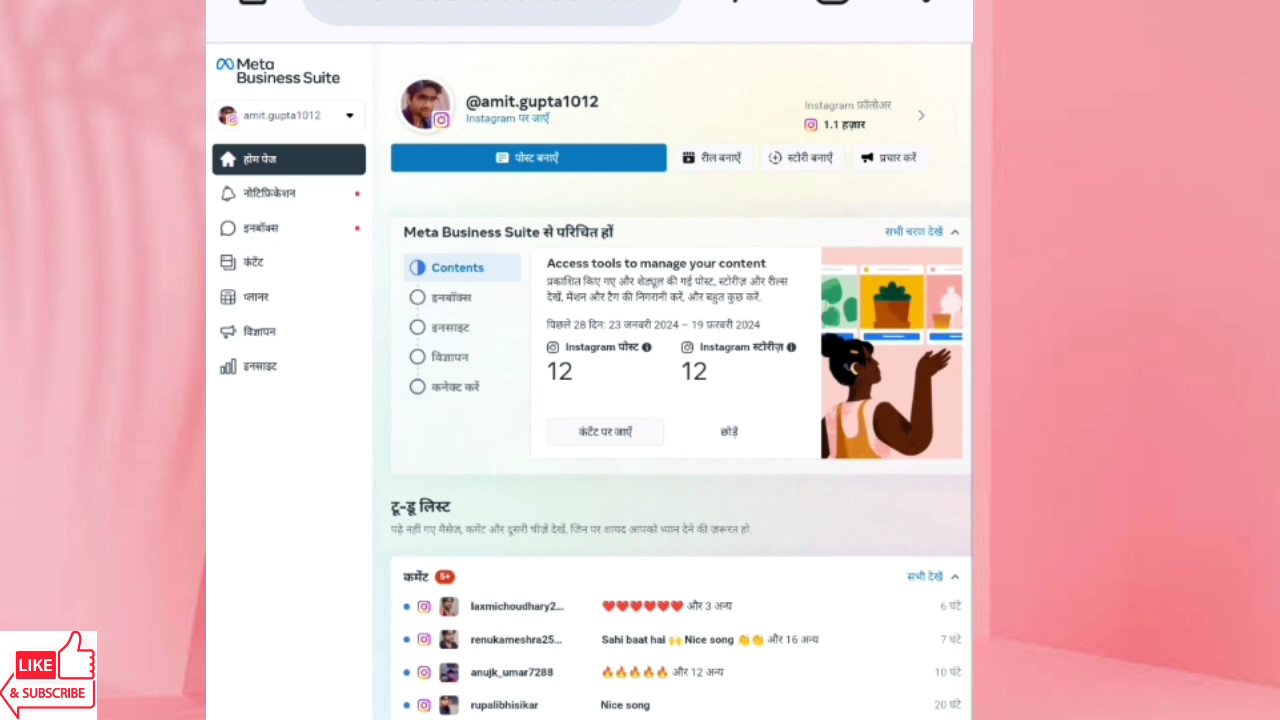 Meta
Business Suite
amit.gupta1012
होम पेज
नोटिफ़िकेशन
इनबॉक्स
कंटेंट
प्लानर
विज्ञापन
इनसाइट
@amit.gupta1012
Instagram पर जाएँ
Instagram फ़ॉलोअर
1.1 हज़ार
पोस्ट बनाएँ
रील बनाएँ
स्टोरी बनाएँ
प्रचार करें
Meta Business Suite से परिचित हों
सभी चरण देखें
Contents
इनबॉक्स
इनसाइट
विज्ञापन
कनेक्ट करें
Access tools to manage your content
प्रकाशित किए गए और शेड्यूल की गई पोस्ट, स्टोरीज़ और रील्स
देखें, मेंशन और टैग की निगरानी करें, और बहुत कुछ करें.
पिछले 28 दिन: 23 जनवरी 2024 – 19 फ़रवरी 2024
Instagram पोस्ट
Instagram स्टोरीज़
12
12
कंटेंट पर जाएँ
छोड़ें
टू-डू लिस्ट
पढ़े नहीं गए मैसेज, कमेंट और दूसरी चीज़ें देखें, जिन पर शायद आपको ध्यान देने की ज़रूरत हो.
कमेंट 5+
सभी देखें
laxmichoudhary2... ❤️❤️❤️❤️❤️❤️ और 3 अन्य 6 घंटे
renukameshra25... Sahi baat hai 🙌 Nice song 👏👏 और 16 अन्य 7 घंटे
anujk_umar7288 🔥🔥🔥🔥🔥 और 12 अन्य 10 घंटे
rupalibhisikar Nice song 20 घंटे
LIKE
& SUBSCRIBE